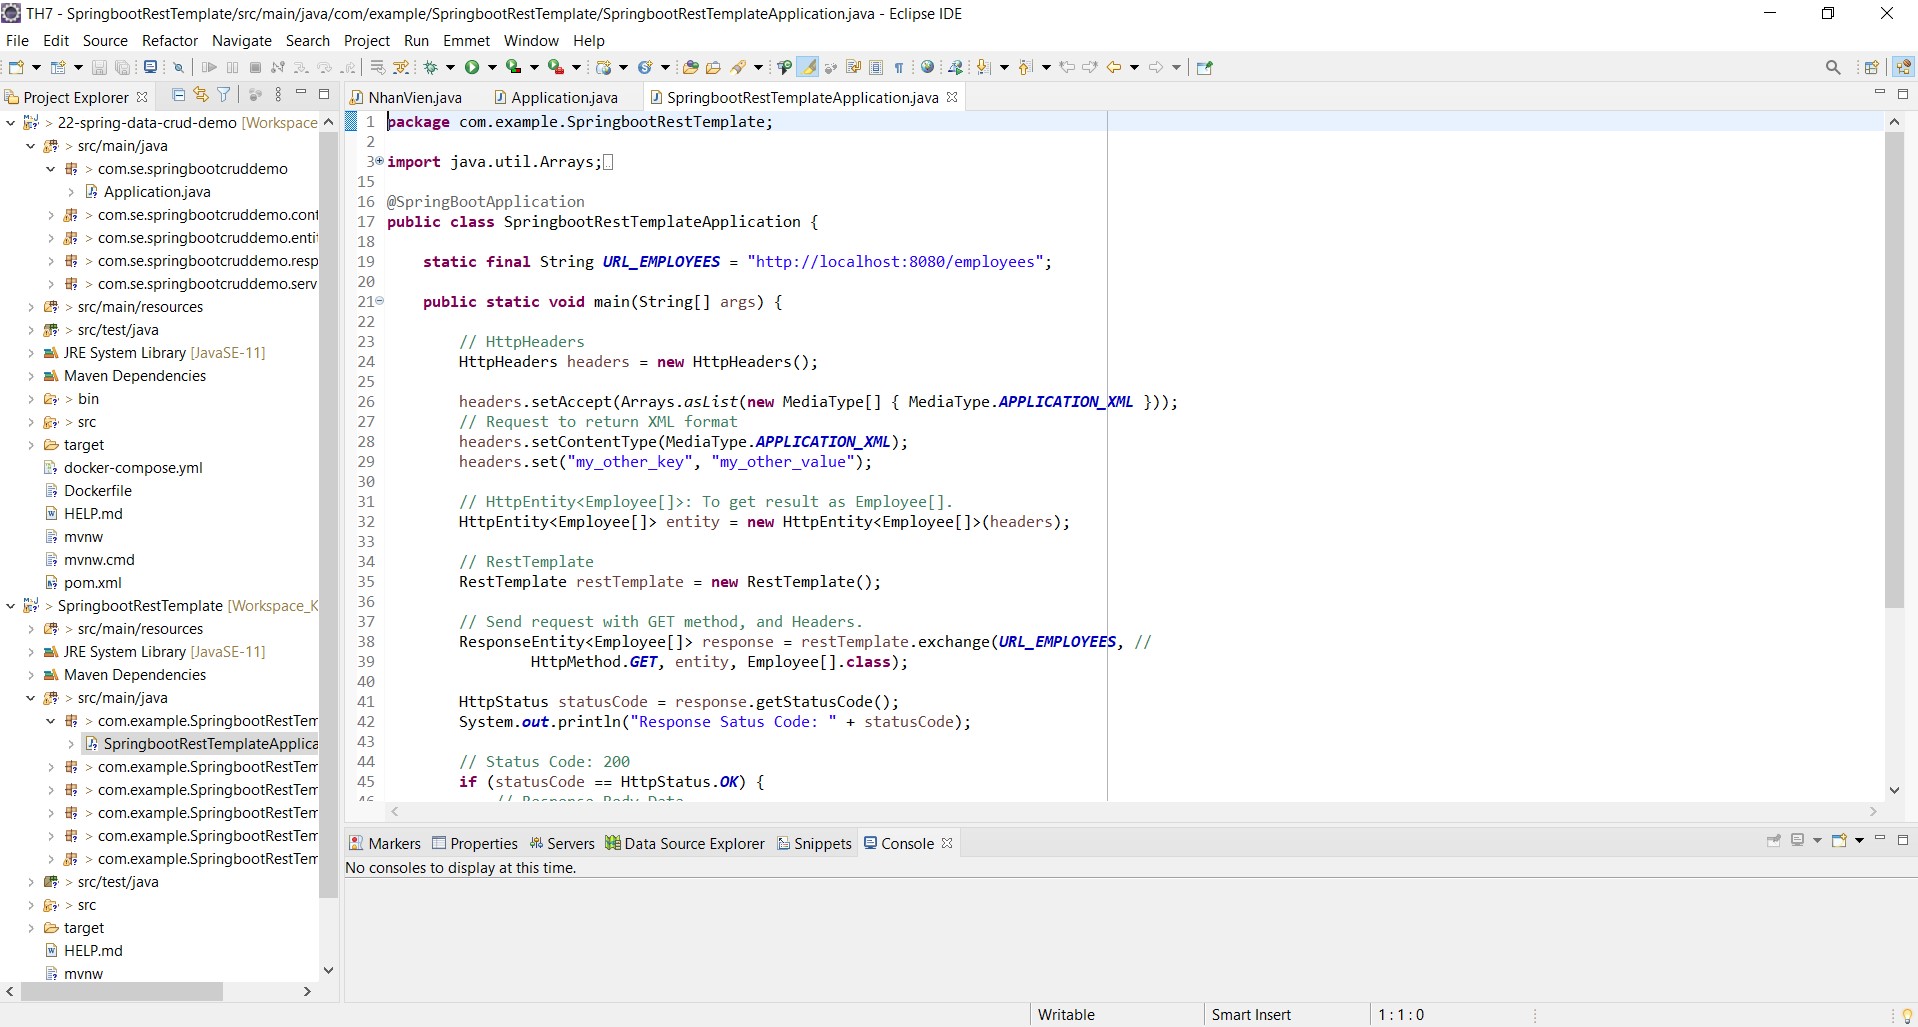 TH7 - SpringbootRestTemplate/src/main/java/com/example/SpringbootRestTemplate/SpringbootRestTemplateApplication.java - Eclipse IDE
File Edit Source Refactor Navigate Search Project Run Emmet Window Help
Project Explorer
22-spring-data-crud-demo [Workspace
> src/main/java
> com.se.springbootcruddemo
Application.java
> com.se.springbootcruddemo.cont
> com.se.springbootcruddemo.enti
> com.se.springbootcruddemo.resp
> com.se.springbootcruddemo.serv
> src/main/resources
> src/test/java
JRE System Library [JavaSE-11]
Maven Dependencies
> bin
> src
target
docker-compose.yml
Dockerfile
HELP.md
mvnw
mvnw.cmd
pom.xml
> SpringbootRestTemplate [Workspace_K
> src/main/resources
JRE System Library [JavaSE-11]
Maven Dependencies
> src/main/java
> com.example.SpringbootRestTem
SpringbootRestTemplateApplica
> com.example.SpringbootRestTem
> com.example.SpringbootRestTem
> com.example.SpringbootRestTem
> com.example.SpringbootRestTem
> com.example.SpringbootRestTem
> src/test/java
> src
target
HELP.md
mvnw
NhanVien.java Application.java SpringbootRestTemplateApplication.java
1 package com.example.SpringbootRestTemplate;
2
3 import java.util.Arrays;
15
16 @SpringBootApplication
17 public class SpringbootRestTemplateApplication {
18
19 static final String URL_EMPLOYEES = "http://localhost:8080/employees";
20
21 public static void main(String[] args) {
22
23 // HttpHeaders
24 HttpHeaders headers = new HttpHeaders();
25
26 headers.setAccept(Arrays.asList(new MediaType[] { MediaType.APPLICATION_XML }));
27 // Request to return XML format
28 headers.setContentType(MediaType.APPLICATION_XML);
29 headers.set("my_other_key", "my_other_value");
30
31 // HttpEntity<Employee[]>: To get result as Employee[].
32 HttpEntity<Employee[]> entity = new HttpEntity<Employee[]>(headers);
33
34 // RestTemplate
35 RestTemplate restTemplate = new RestTemplate();
36
37 // Send request with GET method, and Headers.
38 ResponseEntity<Employee[]> response = restTemplate.exchange(URL_EMPLOYEES, //
39 HttpMethod.GET, entity, Employee[].class);
40
41 HttpStatus statusCode = response.getStatusCode();
42 System.out.println("Response Satus Code: " + statusCode);
43
44 // Status Code: 200
45 if (statusCode == HttpStatus.OK) {
46 // Response Body Data
Markers Properties Servers Data Source Explorer Snippets Console
No consoles to display at this time.
Writable Smart Insert 1 : 1 : 0